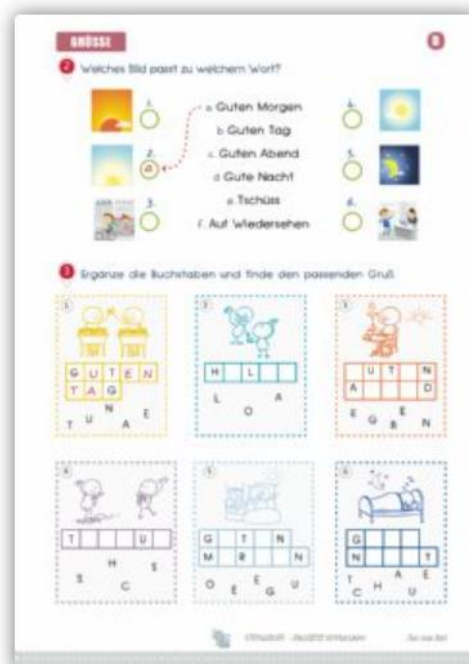 GRÜSSE
2 Welches Bild passt zu welchem Wort?
1.
a. Guten Morgen
4.
b. Guten Tag
2.
a
c. Guten Abend
5.
d. Gute Nacht
3.
e. Tschüss
6.
f. Auf Wiedersehen
3 Ergänze die Buchstaben und finde den passenden Gruß.
1 2 3
G U T E N
T A G
T U N A E
H L
L O A
U T N
A D
E G B E N
4 5 6
T U
S H C S
G T N
M R N
O E E G U
G
N T
T C H A U E